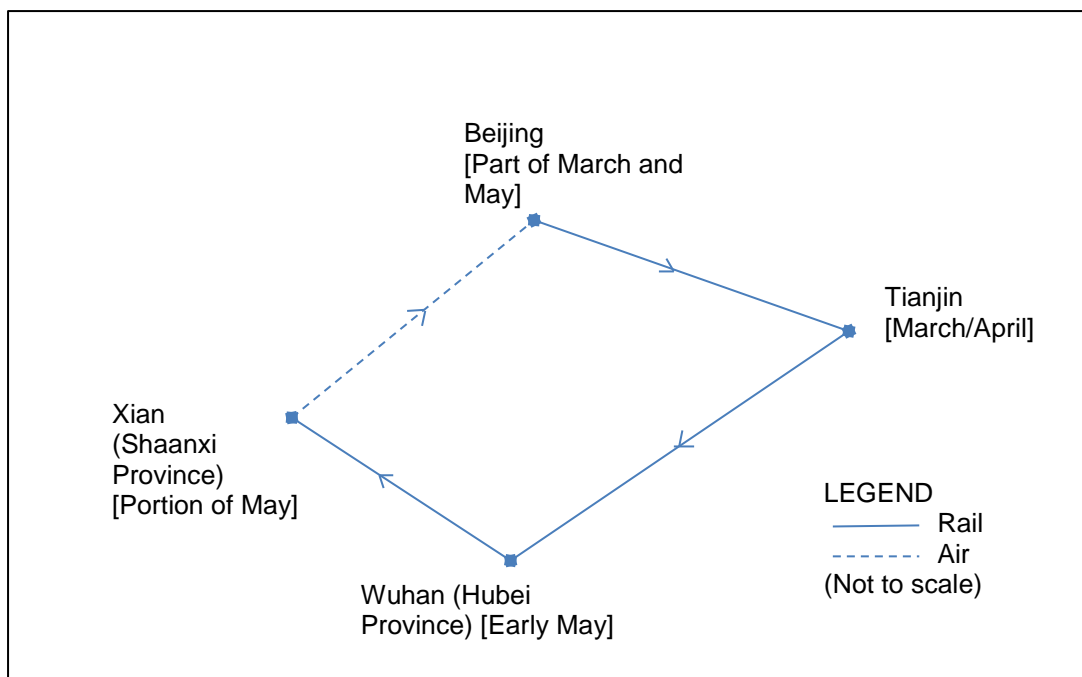 Beijing
[Part of March and
May]
Tianjin
[March/April]
Xian
(Shaanxi
Province)
[Portion of May]
LEGEND
Rail
Air
(Not to scale)
Wuhan (Hubei
Province) [Early May]